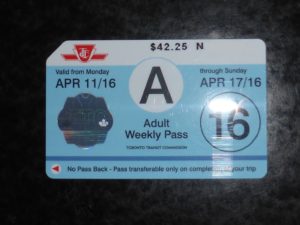 $42.25 N
TTC
Valid from Monday
through Sunday
APR 11/16
A
APR 17/16
16
Adult
Weekly Pass
TORONTO TRANSIT COMMISSION
No Pass Back - Pass transferable only on completion of your trip